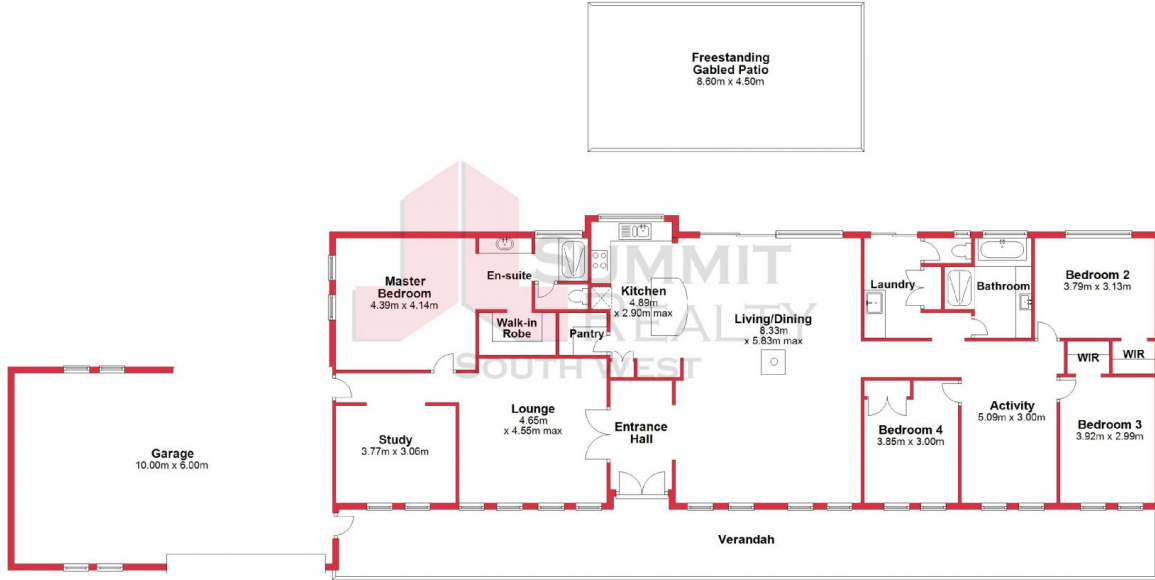 Freestanding
Gabled Patio
8.60m x 4.50m
SUMMIT
REALTY
SOUTH WEST
Master
Bedroom
4.39m x 4.14m
En-suite
Walk-in
Robe
Kitchen
4.89m
x 2.90m max
Pantry
Living/Dining
8.33m
x 5.83m max
Laundry
Bathroom
Bedroom 2
3.79m x 3.13m
WIR
WIR
Garage
10.00m x 6.00m
Study
3.77m x 3.06m
Lounge
4.65m
x 4.55m max
Entrance
Hall
Bedroom 4
3.85m x 3.00m
Activity
5.09m x 3.00m
Bedroom 3
3.92m x 2.99m
Verandah